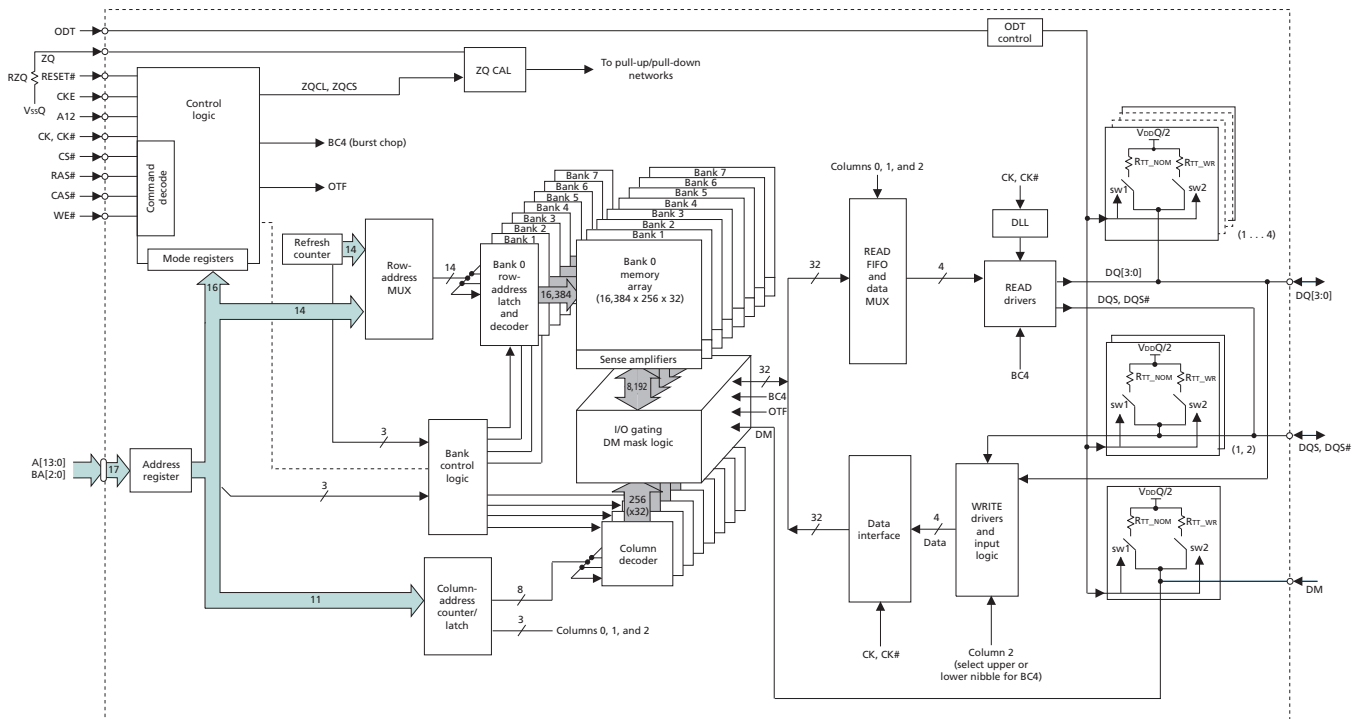 ODT
ODT
control
ZQ
RZQ
RESET#
ZQ CAL
To pull-up/pull-down
networks
ZQCL, ZQCS
CKE
VSSQ
Control
logic
A12
CK, CK#
BC4 (burst chop)
CS#
RAS#
Command
decode
OTF
CAS#
WE#
Mode registers
16
Refresh
counter
14
Row-
address
MUX
14
14
Bank 7
Bank 6
Bank 5
Bank 4
Bank 3
Bank 2
Bank 1
Bank 0
row-
address
latch
and
decoder
16,384
Bank 7
Bank 6
Bank 5
Bank 4
Bank 3
Bank 2
Bank 1
Bank 0
memory
array
(16,384 x 256 x 32)
Sense amplifiers
8,192
32
BC4
OTF
DM
I/O gating
DM mask logic
256
(x32)
Column
decoder
3
Bank
control
logic
3
A[13:0]
BA[2:0]
17
Address
register
11
Column-
address
counter/
latch
8
3
Columns 0, 1, and 2
Columns 0, 1, and 2
32
READ
FIFO
and
data
MUX
4
CK, CK#
DLL
READ
drivers
BC4
DQ[3:0]
DQS, DQS#
VDDQ/2
RTT_NOM
RTT_WR
sw1
sw2
(1 . . . 4)
DQ[3:0]
VDDQ/2
RTT_NOM
RTT_WR
sw1
sw2
(1, 2)
DQS, DQS#
32
Data
interface
4
Data
WRITE
drivers
and
input
logic
CK, CK#
Column 2
(select upper or
lower nibble for BC4)
VDDQ/2
RTT_NOM
RTT_WR
sw1
sw2
DM